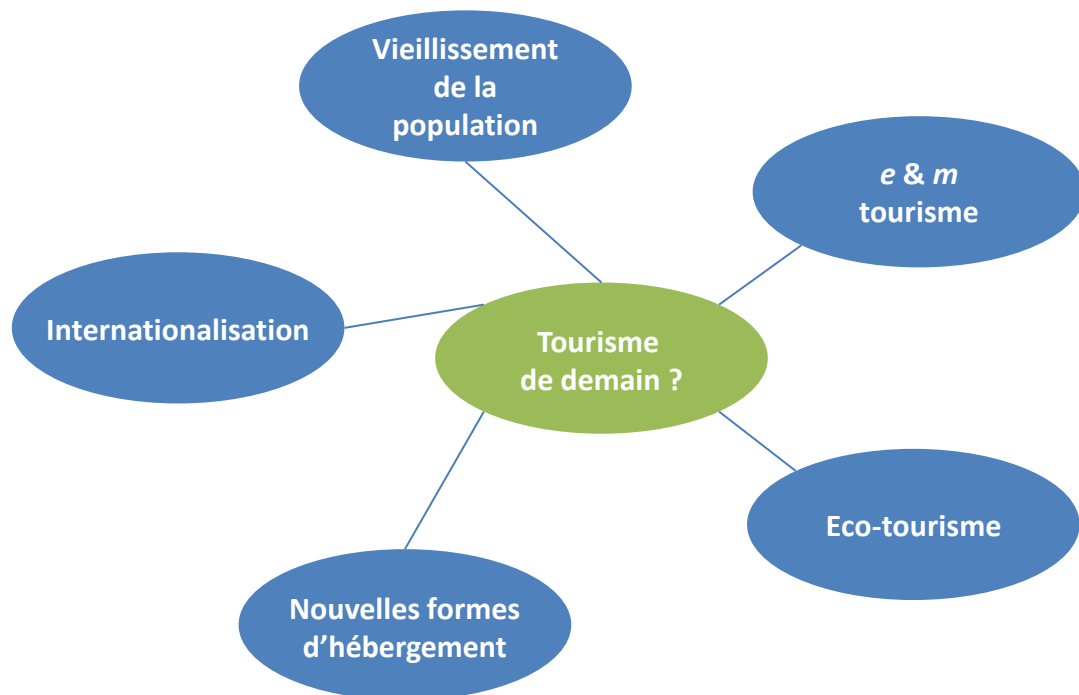 Vieillissement
de la
population
e & m
tourisme
Internationalisation
Tourisme
de demain ?
Eco-tourisme
Nouvelles formes
d’hébergement